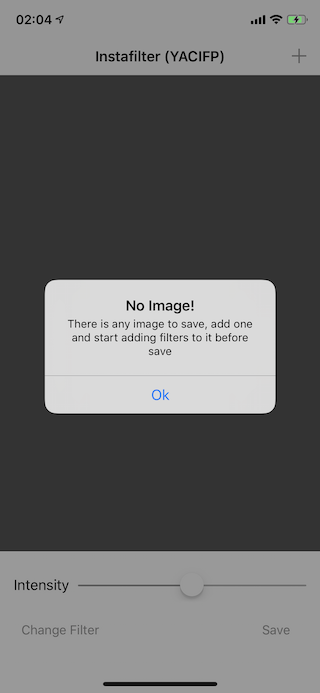 02:04
Instafilter (YACIFP)
No Image!
There is any image to save, add one
and start adding filters to it before
save
Ok
Intensity
Change Filter
Save